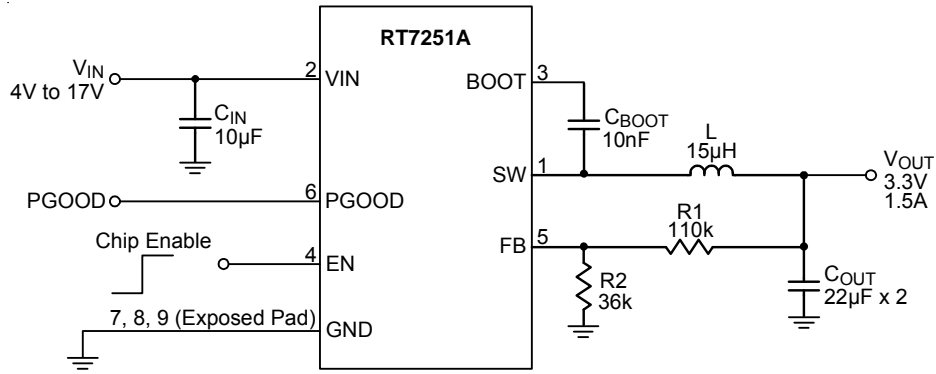 RT7251A
VIN
4V to 17V
2
VIN
CIN
10µF
BOOT
3
CBOOT
10nF
L
15µH
SW
1
VOUT
3.3V
1.5A
PGOOD
6
PGOOD
R1
110k
FB
5
Chip Enable
4
EN
R2
36k
COUT
22µF x 2
7, 8, 9 (Exposed Pad)
GND